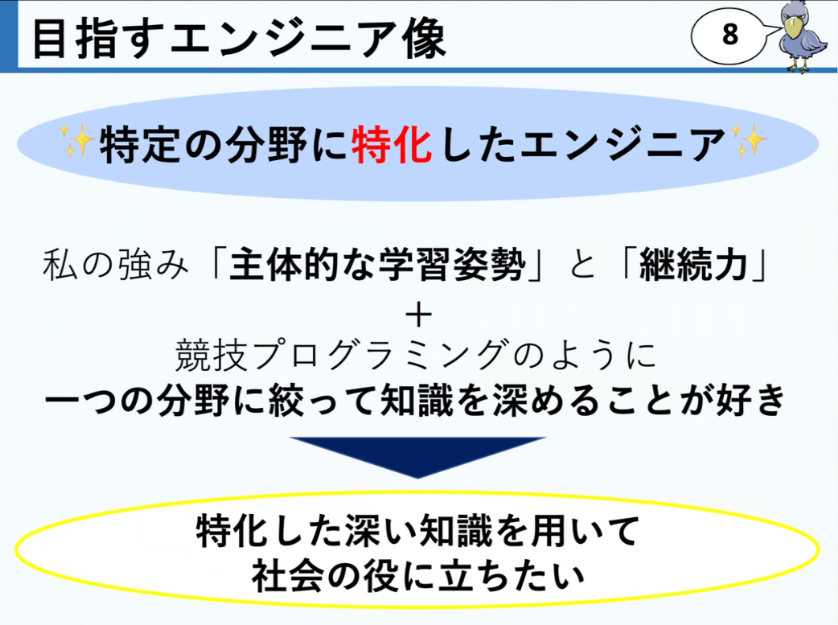 目指すエンジニア像
8
✨特定の分野に特化したエンジニア✨
私の強み「主体的な学習姿勢」と「継続力」
＋
競技プログラミングのように
一つの分野に絞って知識を深めることが好き
特化した深い知識を用いて
社会の役に立ちたい